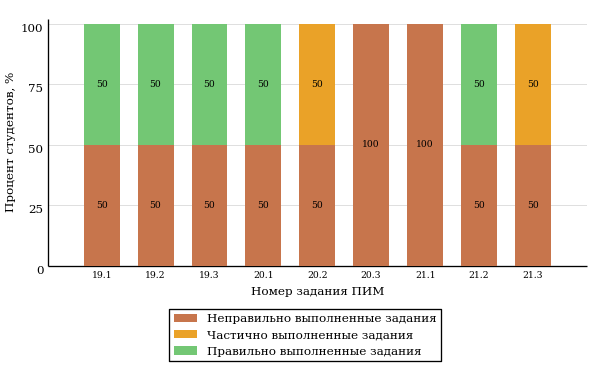 100
75
50
25
0
Процент студентов, %
50 50 50 50 50 50 50
100 100
50 50 50 50 50 50 50
19.1 19.2 19.3 20.1 20.2 20.3 21.1 21.2 21.3
Номер задания ПИМ
Неправильно выполненные задания
Частично выполненные задания
Правильно выполненные задания